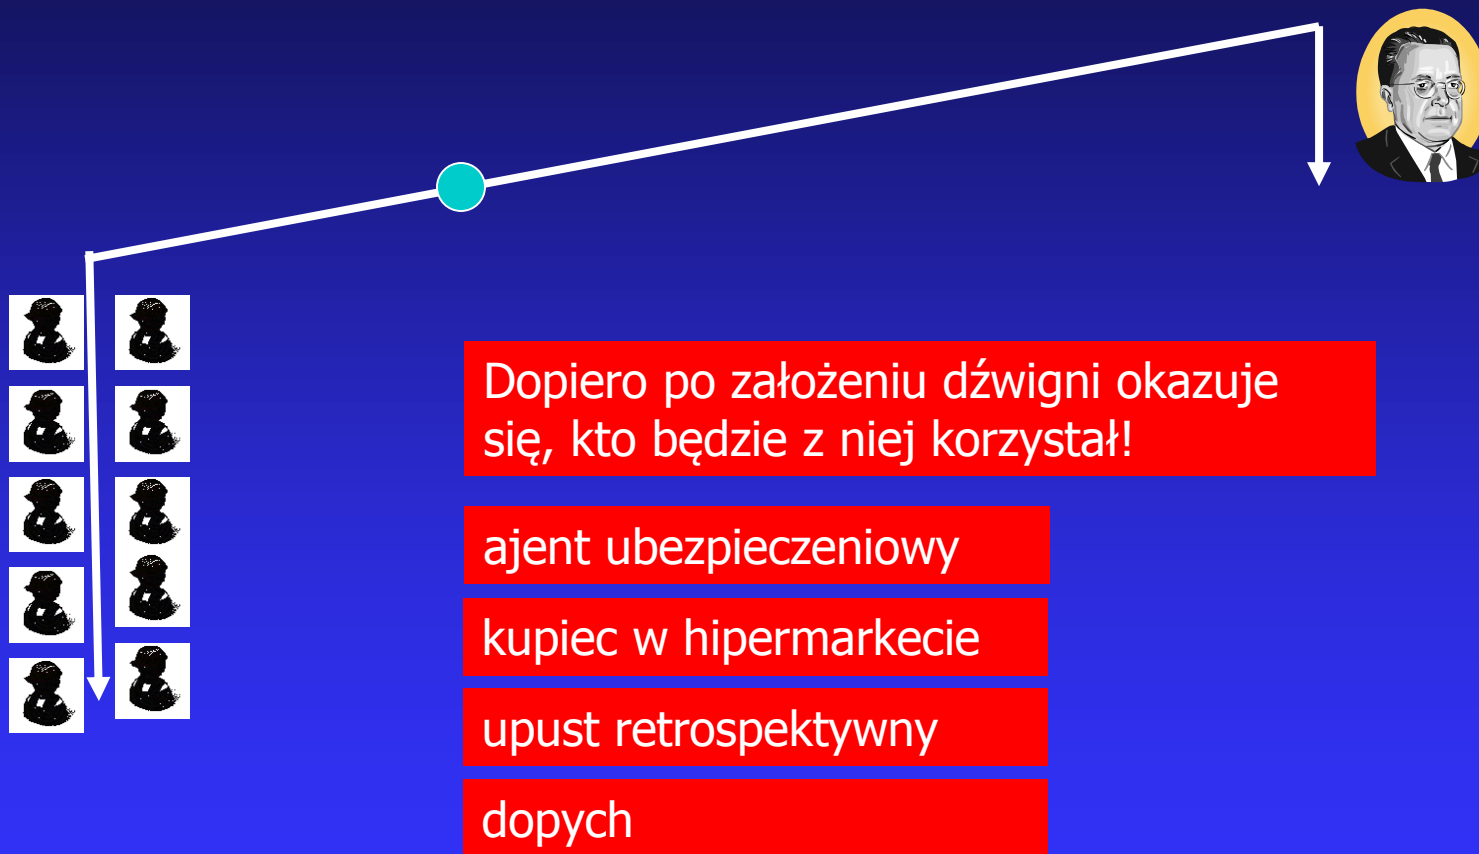 Dopiero po założeniu dźwigni okazuje
się, kto będzie z niej korzystał!
ajent ubezpieczeniowy
kupiec w hipermarkecie
upust retrospektywny
dopych